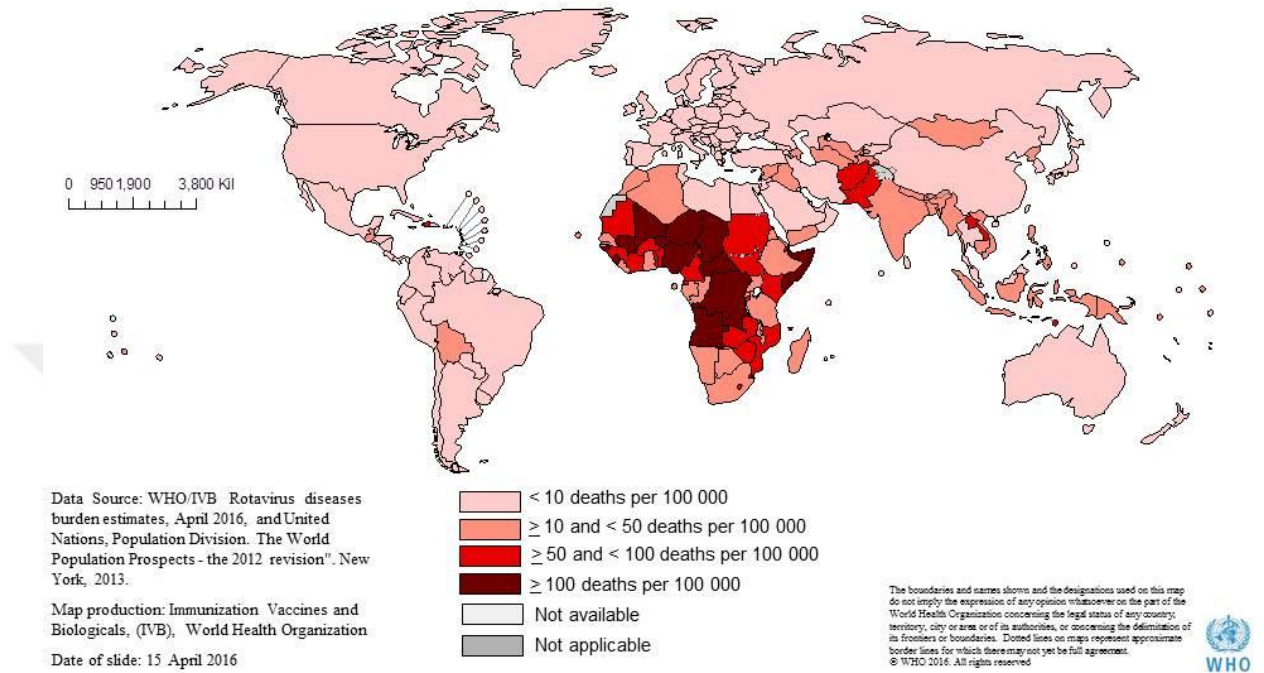 0 950 1,900 3,800 Kil
Data Source: WHO/IVB Rotavirus diseases
burden estimates, April 2016, and United
Nations, Population Division. The World
Population Prospects - the 2012 revision". New
York, 2013.
Map production: Immunization Vaccines and
Biologicals, (IVB), World Health Organization
Date of slide: 15 April 2016
< 10 deaths per 100 000
≥ 10 and < 50 deaths per 100 000
≥ 50 and < 100 deaths per 100 000
≥ 100 deaths per 100 000
Not available
Not applicable
The boundaries and names shown and the designations used on this map
do not imply the expression of any opinion whatsoever on the part of the
World Health Organization concerning the legal status of any country,
territory, city or area or of its authorities, or concerning the delimitation of
its frontiers or boundaries. Dotted lines on maps represent approximate
border lines for which there may not yet be full agreement.
© WHO 2016. All rights reserved
WHO